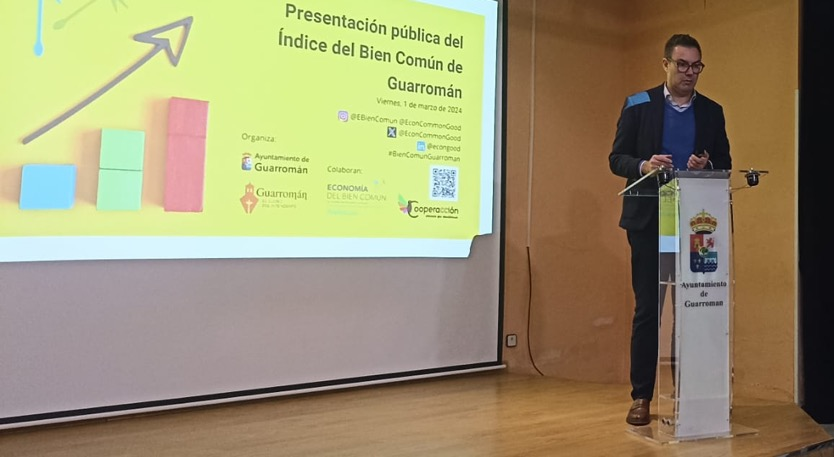 Presentación pública del
Índice del Bien Común de
Guarromán
Viernes, 1 de marzo de 2024
@EBienComun @EconCommonGood
@EconCommonGood
@econgood
#BienComunGuarroman
Organiza:
Ayuntamiento de
Guarromán
Guarromán
Colaboran:
ECONOMÍA
DEL BIEN COMÚN
Cooperacción
Ayuntamiento
de
Guarroman